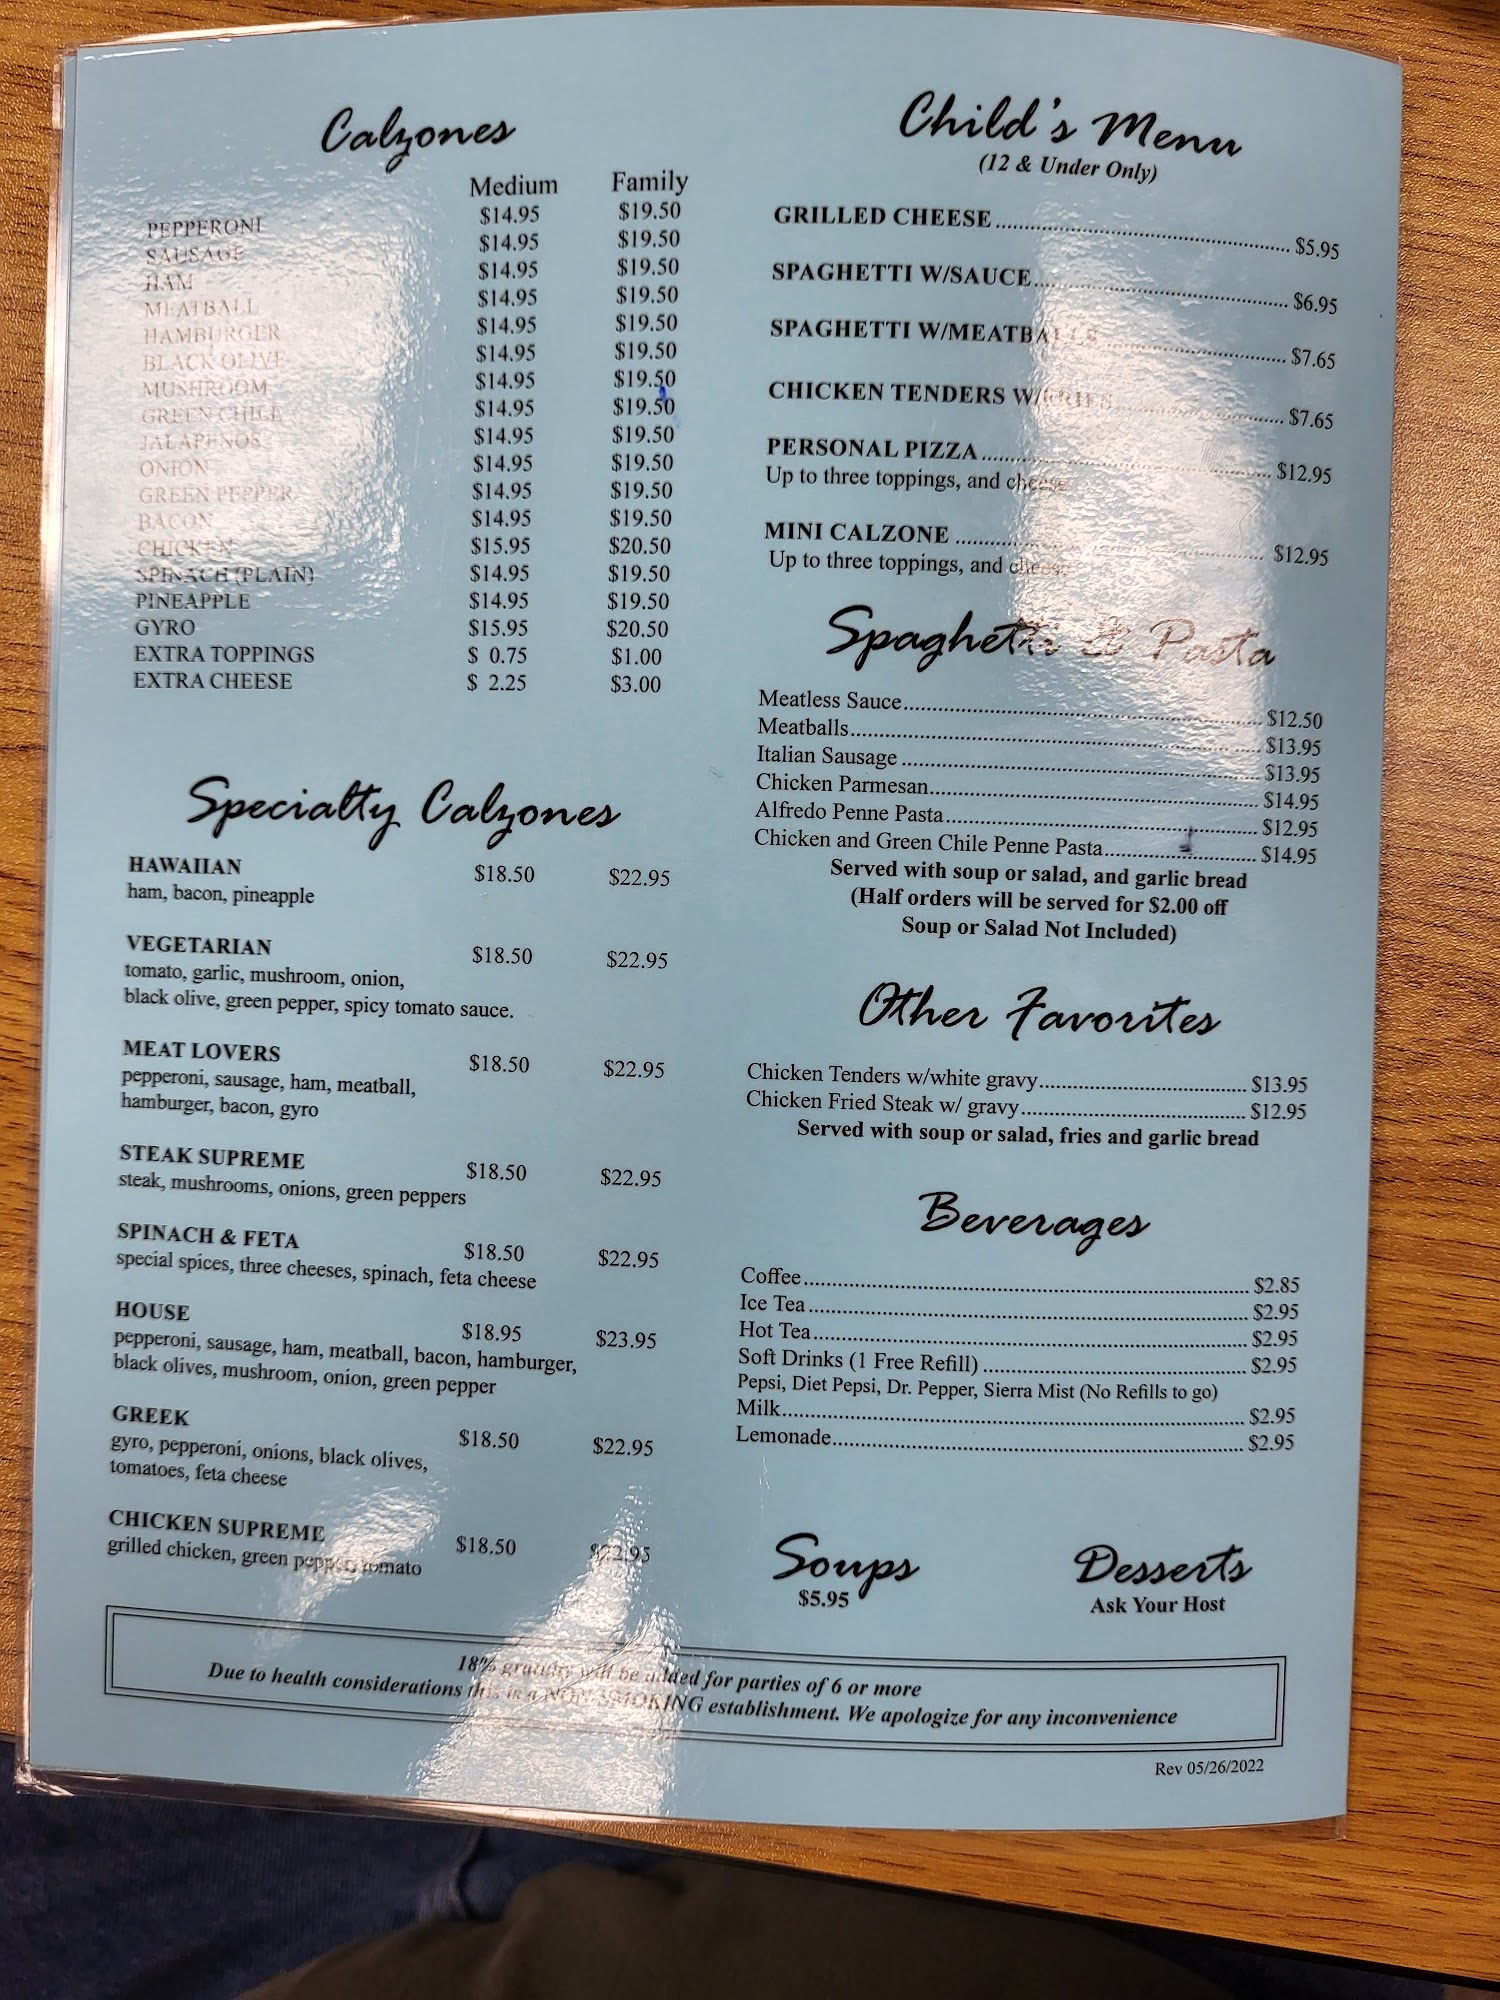 Calzones
Medium Family
PEPPERONI $14.95 $19.50
SAUSAGE $14.95 $19.50
HAM $14.95 $19.50
MEATBALL $14.95 $19.50
HAMBURGER $14.95 $19.50
BLACK OLIVE $14.95 $19.50
MUSHROOM $14.95 $19.50
GREEN CHILE $14.95 $19.50
JALAPENOS $14.95 $19.50
ONION $14.95 $19.50
GREEN PEPPER $14.95 $19.50
BACON $14.95 $19.50
CHICKEN $15.95 $20.50
SPINACH (PLAIN) $14.95 $19.50
PINEAPPLE $14.95 $19.50
GYRO $15.95 $20.50
EXTRA TOPPINGS $ 0.75 $1.00
EXTRA CHEESE $ 2.25 $3.00
Specialty Calzones
HAWAIIAN $18.50 $22.95
ham, bacon, pineapple
VEGETARIAN $18.50 $22.95
tomato, garlic, mushroom, onion,
black olive, green pepper, spicy tomato sauce.
MEAT LOVERS $18.50 $22.95
pepperoni, sausage, ham, meatball,
hamburger, bacon, gyro
STEAK SUPREME $18.50 $22.95
steak, mushrooms, onions, green peppers
SPINACH & FETA $18.50 $22.95
special spices, three cheeses, spinach, feta cheese
HOUSE $18.95 $23.95
pepperoni, sausage, ham, meatball, bacon, hamburger,
black olives, mushroom, onion, green pepper
GREEK $18.50 $22.95
gyro, pepperoni, onions, black olives,
tomatoes, feta cheese
CHICKEN SUPREME $18.50 $22.95
grilled chicken, green pepper, tomato
Child's Menu
(12 & Under Only)
GRILLED CHEESE $5.95
SPAGHETTI W/SAUCE $6.95
SPAGHETTI W/MEATBALLS $7.65
CHICKEN TENDERS W/FRIES $7.65
PERSONAL PIZZA $12.95
Up to three toppings, and cheese
MINI CALZONE $12.95
Up to three toppings, and cheese
Spaghetti & Pasta
Meatless Sauce $12.50
Meatballs $13.95
Italian Sausage $13.95
Chicken Parmesan $14.95
Alfredo Penne Pasta $12.95
Chicken and Green Chile Penne Pasta $14.95
Served with soup or salad, and garlic bread
(Half orders will be served for $2.00 off
Soup or Salad Not Included)
Other Favorites
Chicken Tenders w/white gravy $13.95
Chicken Fried Steak w/ gravy $12.95
Served with soup or salad, fries and garlic bread
Beverages
Coffee $2.85
Ice Tea $2.95
Hot Tea $2.95
Soft Drinks (1 Free Refill) $2.95
Pepsi, Diet Pepsi, Dr. Pepper, Sierra Mist (No Refills to go)
Milk $2.95
Lemonade $2.95
Soups
$5.95
Desserts
Ask Your Host
18% gratuity will be added for parties of 6 or more
Due to health considerations this is a NON-SMOKING establishment. We apologize for any inconvenience
Rev 05/26/2022